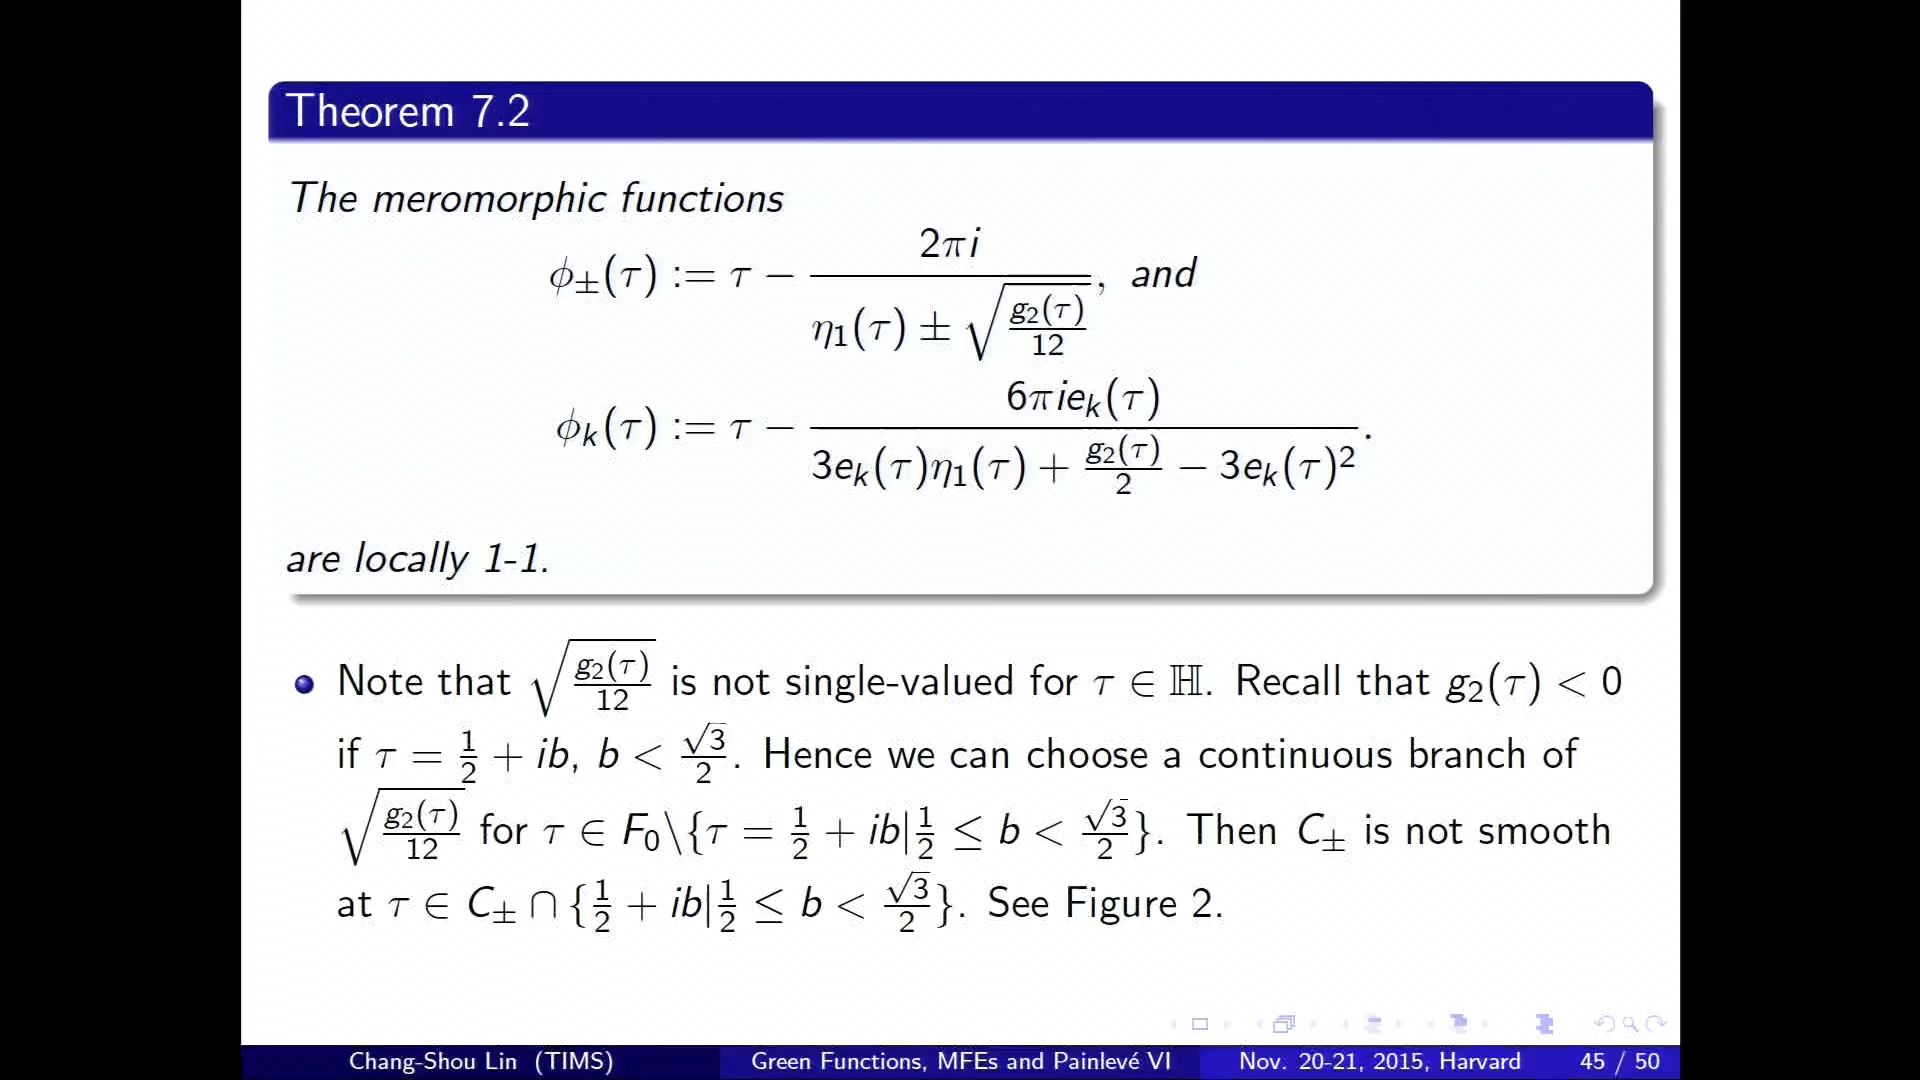 Theorem 7.2
The meromorphic functions
ϕ±(τ) := τ − 2πi / (η₁(τ) ± √(g₂(τ)/12)), and
ϕₖ(τ) := τ − 6πieₖ(τ) / (3eₖ(τ)η₁(τ) + g₂(τ)/2 − 3eₖ(τ)²).
are locally 1-1.
Note that √(g₂(τ)/12) is not single-valued for τ ∈ ℍ. Recall that g₂(τ) < 0
if τ = 1/2 + ib, b < √3/2. Hence we can choose a continuous branch of
√(g₂(τ)/12) for τ ∈ F₀\{τ = 1/2 + ib|1/2 ≤ b < √3/2}. Then C± is not smooth
at τ ∈ C± ∩ {1/2 + ib|1/2 ≤ b < √3/2}. See Figure 2.
Chang-Shou Lin (TIMS) Green Functions, MFEs and Painlevé VI Nov. 20-21, 2015, Harvard 45 / 50